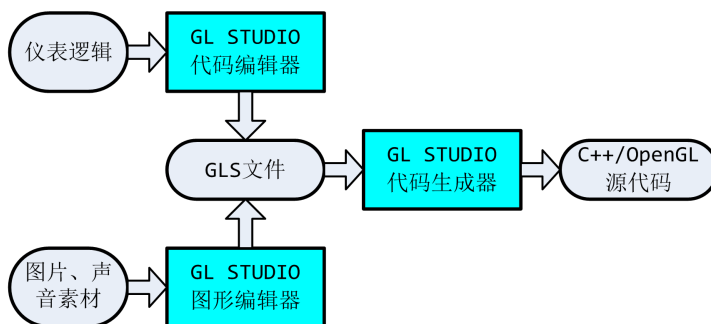 仪表逻辑
GL STUDIO
代码编辑器
GLS文件
GL STUDIO
代码生成器
C++/OpenGL
源代码
图片、声
音素材
GL STUDIO
图形编辑器